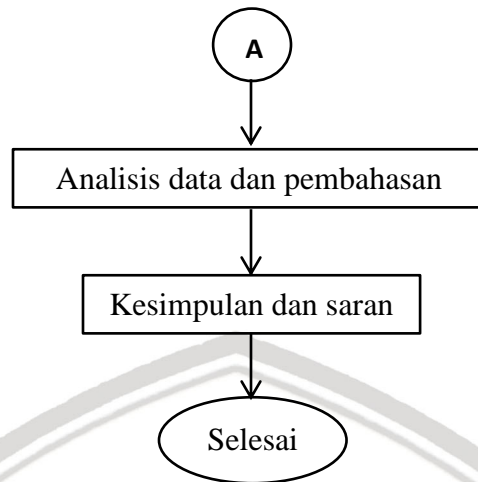 A
Analisis data dan pembahasan
Kesimpulan dan saran
Selesai